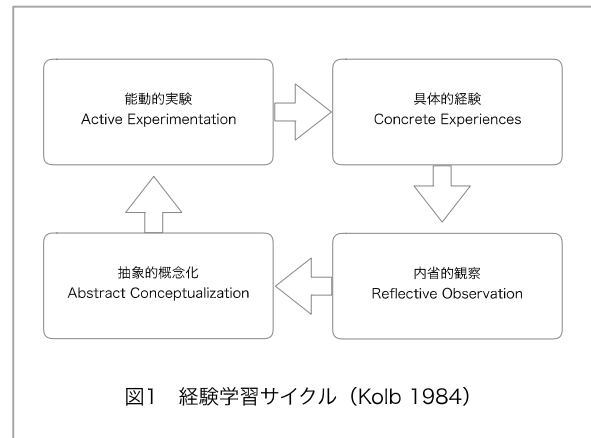 能動的実験
Active Experimentation
具体的経験
Concrete Experiences
抽象的概念化
Abstract Conceptualization
内省的観察
Reflective Observation
図1　経験学習サイクル（Kolb 1984）